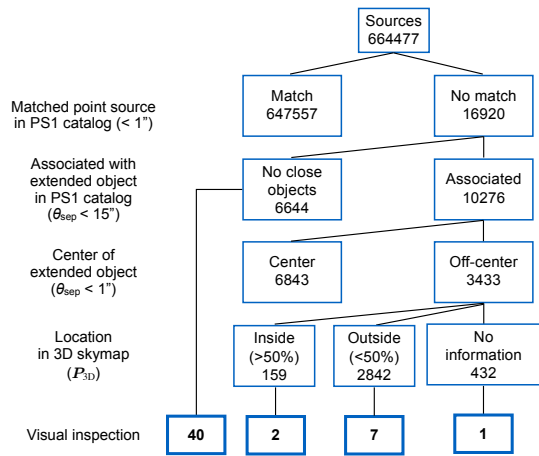 Sources
664477
Matched point source
in PS1 catalog (< 1”)
Match
647557
No match
16920
Associated with
extended object
in PS1 catalog
(θsep < 15”)
No close
objects
6644
Associated
10276
Center of
extended object
(θsep < 1”)
Center
6843
Off-center
3433
Location
in 3D skymap
(P3D)
Inside
(>50%)
159
Outside
(<50%)
2842
No
information
432
Visual inspection
40
2
7
1